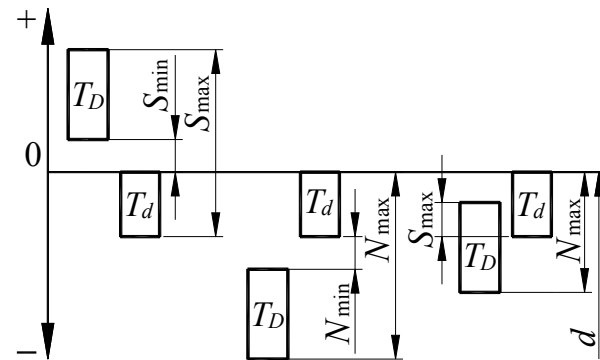 +
0
−
T_D
S_min
S_max
T_d
T_D
T_d
N_min
N_max
S_max
T_D
T_d
N_max
d